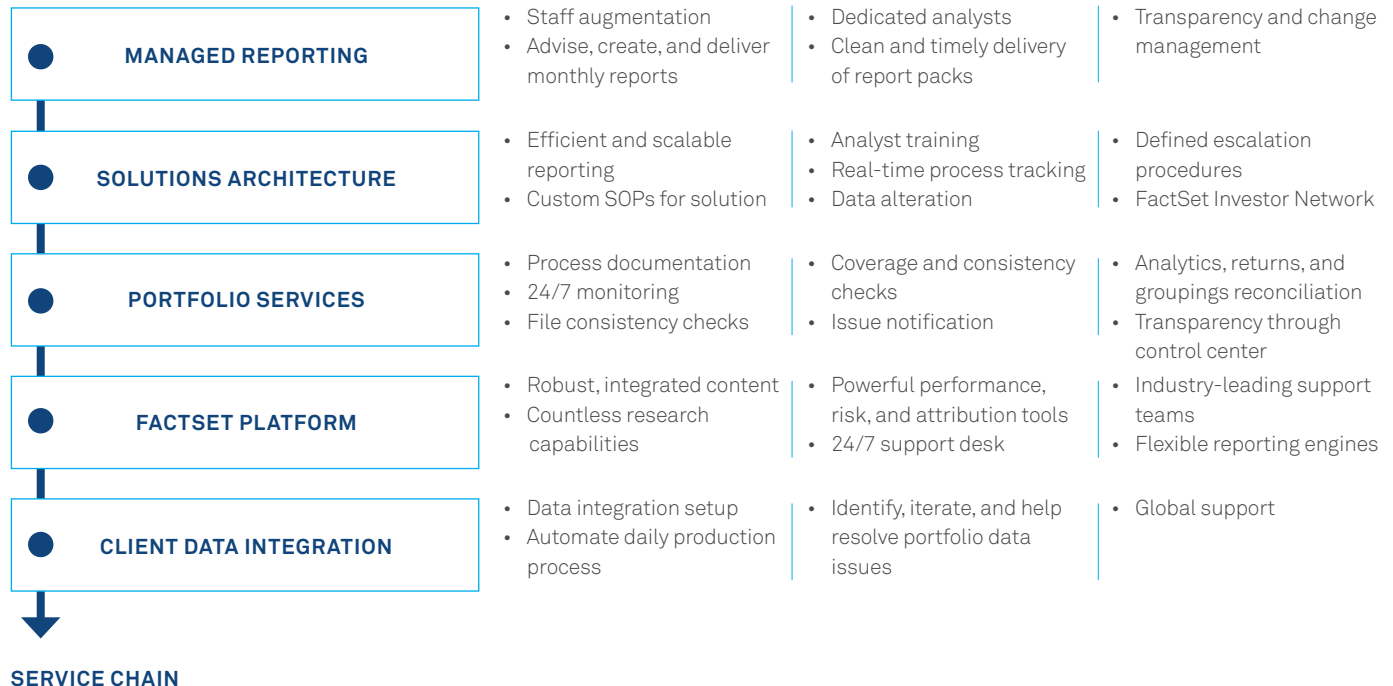 MANAGED REPORTING
• Staff augmentation
• Advise, create, and deliver
monthly reports
• Dedicated analysts
• Clean and timely delivery
of report packs
• Transparency and change
management
SOLUTIONS ARCHITECTURE
• Efficient and scalable
reporting
• Custom SOPs for solution
• Analyst training
• Real-time process tracking
• Data alteration
• Defined escalation
procedures
• FactSet Investor Network
PORTFOLIO SERVICES
• Process documentation
• 24/7 monitoring
• File consistency checks
• Coverage and consistency
checks
• Issue notification
• Analytics, returns, and
groupings reconciliation
• Transparency through
control center
FACTSET PLATFORM
• Robust, integrated content
• Countless research
capabilities
• Powerful performance,
risk, and attribution tools
• 24/7 support desk
• Industry-leading support
teams
• Flexible reporting engines
CLIENT DATA INTEGRATION
• Data integration setup
• Automate daily production
process
• Identify, iterate, and help
resolve portfolio data
issues
• Global support
SERVICE CHAIN